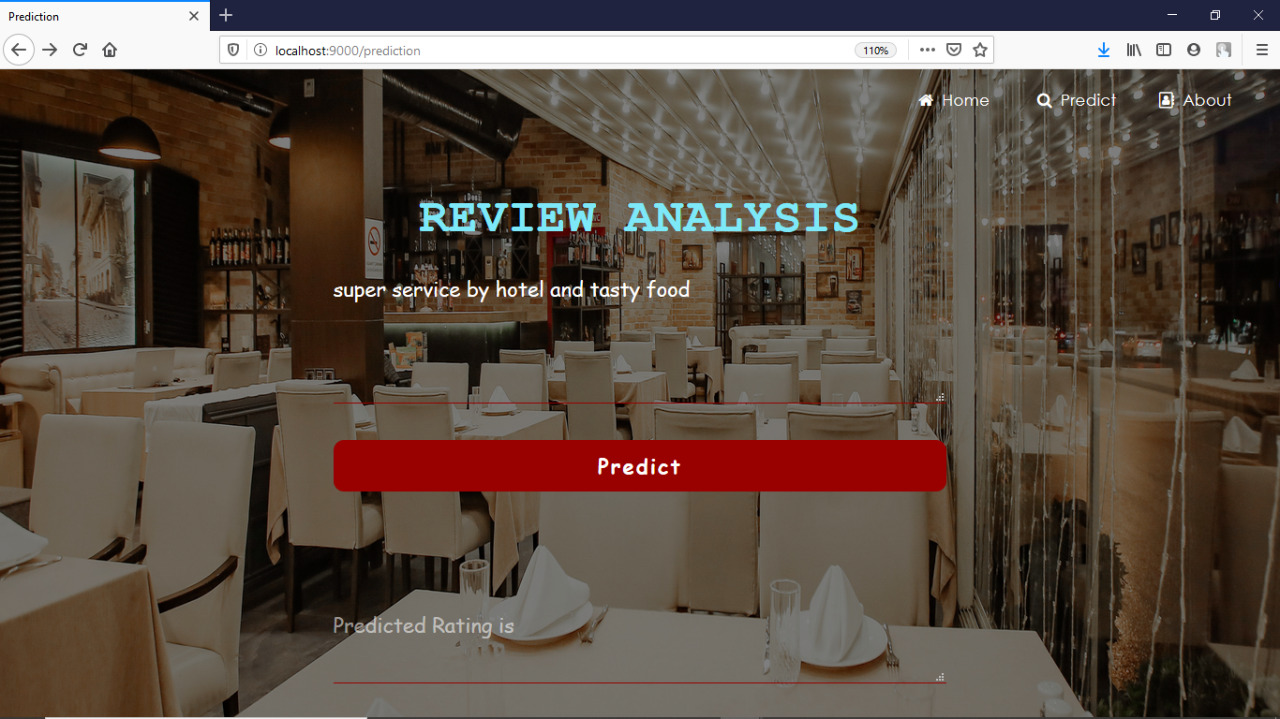 Prediction
localhost:9000/prediction
110%
Home
Predict
About
REVIEW ANALYSIS
super service by hotel and tasty food
Predict
Predicted Rating is